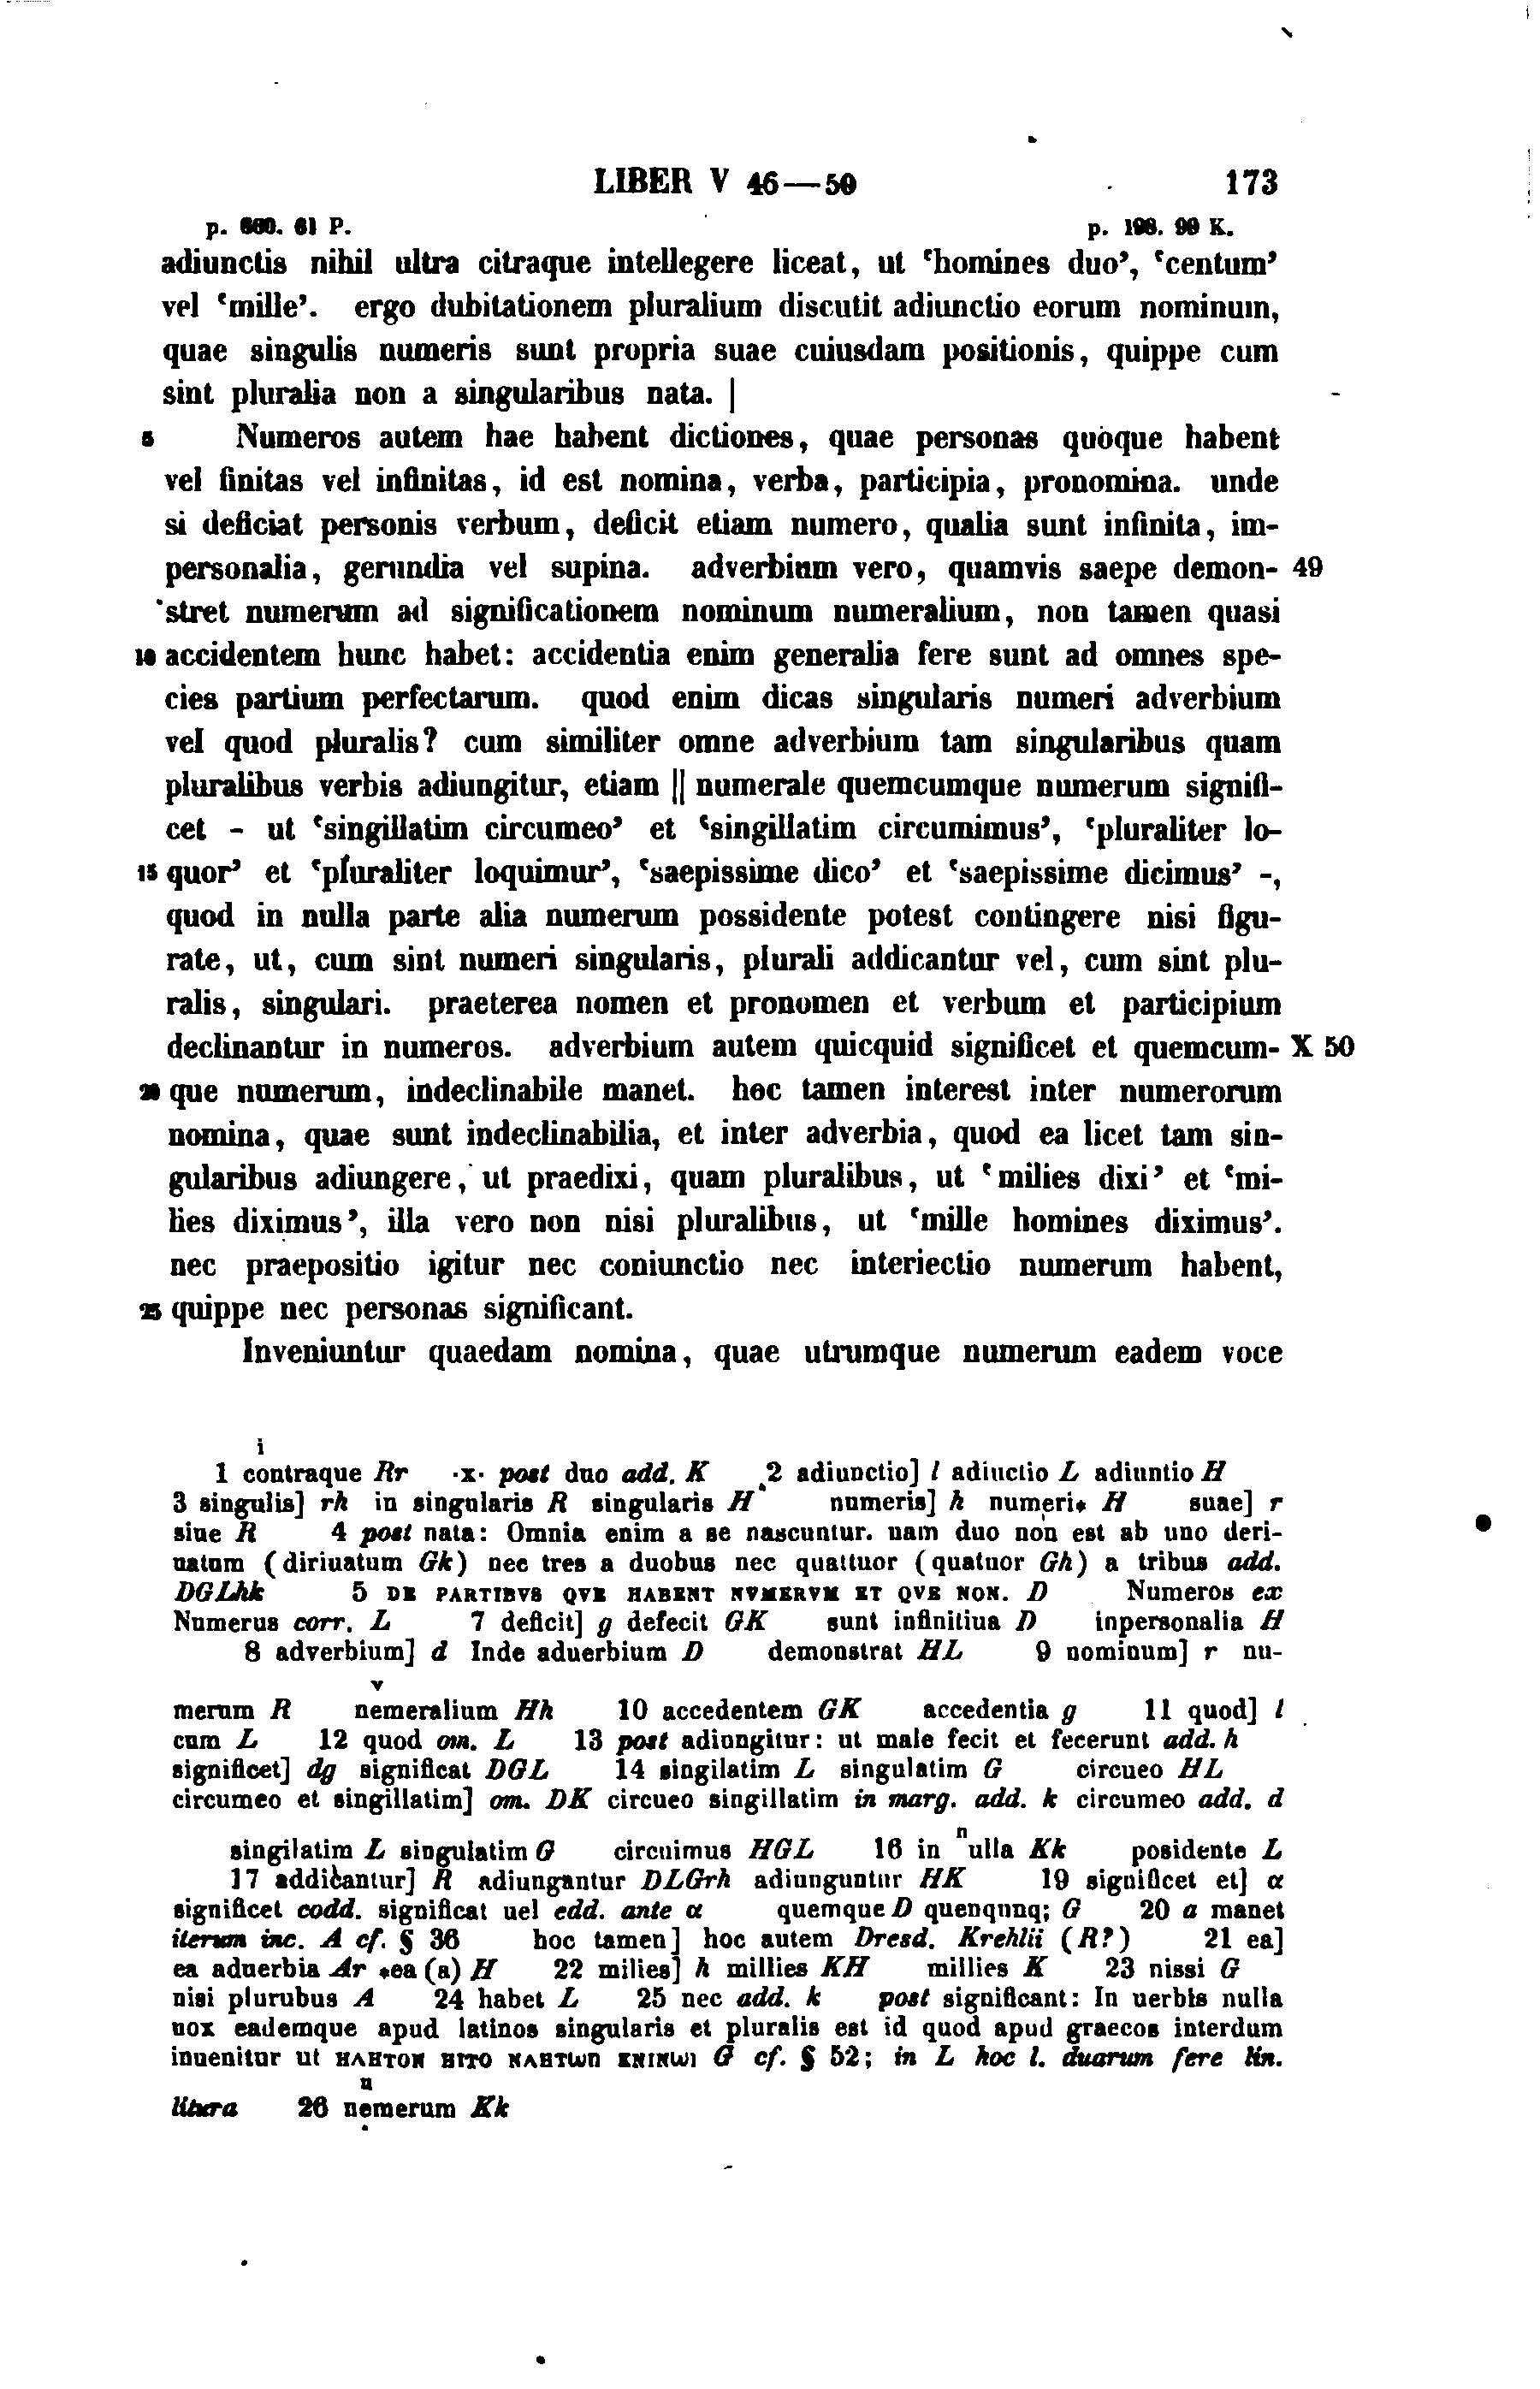 LIBER V 46—50 173
p. 660. 61 P. p. 198. 99 K.
adiunctis nihil ultra citraque intellegere liceat, ut ‘homines duo’, ‘centum’
vel ‘mille’. ergo dubitationem pluralium discutit adiunctio eorum nominum,
quae singulis numeris sunt propria suae cuiusdam positionis, quippe cum
sint pluralia non a singularibus nata. |
5 Numeros autem hae habent dictiones, quae personas quoque habent
vel finitas vel infinitas, id est nomina, verba, participia, pronomina. unde
si deficiat personis verbum, deficit etiam numero, qualia sunt infinita, im-
personalia, gerundia vel supina. adverbium vero, quamvis saepe demon- 49
stret numerum ad significationem nominum numeralium, non tamen quasi
10 accidentem hunc habet: accidentia enim generalia fere sunt ad omnes spe-
cies partium perfectarum. quod enim dicas singularis numeri adverbium
vel quod pluralis? cum similiter omne adverbium tam singularibus quam
pluralibus verbis adiungitur, etiam || numerale quemcumque numerum signifi-
cet - ut ‘singillatim circumeo’ et ‘singillatim circumimus’, ‘pluraliter lo-
15 quor’ et ‘pluraliter loquimur’, ‘saepissime dico’ et ‘saepissime dicimus’ -,
quod in nulla parte alia numerum possidente potest contingere nisi figu-
rate, ut, cum sint numeri singularis, plurali addicantur vel, cum sint plu-
ralis, singulari. praeterea nomen et pronomen et verbum et participium
declinantur in numeros. adverbium autem quicquid significet et quemcum- X 50
20 que numerum, indeclinabile manet. hoc tamen interest inter numerorum
nomina, quae sunt indeclinabilia, et inter adverbia, quod ea licet tam sin-
gularibus adiungere, ut praedixi, quam pluralibus, ut ‘milies dixi’ et ‘mi-
lies diximus’, illa vero non nisi pluralibus, ut ‘mille homines diximus’.
nec praepositio igitur nec coniunctio nec interiectio numerum habent,
25 quippe nec personas significant.
Inveniuntur quaedam nomina, quae utrumque numerum eadem voce
i
1 contraque Rr ·x· post duo add. K 2 adiunctio] l adiuctio L adiuntio H
3 singulis] rh in singularis R singularis H numeris] h numeri* H suae] r
siue R 4 post nata: Omnia enim a se nascuntur. nam duo non est ab uno deri-
uatum (diriuatum Gk) nec tres a duobus nec quattuor (quatuor Gh) a tribus add.
DGLhk 5 DE PARTIBVS QVE HABENT NVMERVM ET QVE NON. D Numeros ex
Numerus corr. L 7 deficit] g defecit GK sunt infinitiua D inpersonalia H
8 adverbium] d Inde aduerbium D demonstrat HL 9 nominum] r nu-
v
merum R nemeralium Hh 10 accedentem GK accedentia g 11 quod] l
cum L 12 quod om. L 13 post adiungitur: ut male fecit et fecerunt add. h
significet] dg significat DGL 14 singilatim L singulatim G circueo HL
circumeo et singillatim] om. DK circueo singillatim in marg. add. k circumeo add. d
singilatim L singulatim G circuimus HGL 16 in nulla Kk posidente L
17 addicantur] R adiungantur DLGrh adiunguntur HK 19 significet et] α
significet codd. significat uel edd. ante α quemque D quenqunq; G 20 a manet
iterum inc. A cf. § 36 hoc tamen] hoc autem Dresd. Krehlii (R?) 21 ea]
ea aduerbia Ar *ea (a) H 22 milies] h millies KH millies K 23 nissi G
nisi plurubus A 24 habet L 25 nec add. k post significant: In uerbis nulla
uox eademque apud latinos singularis et pluralis est id quod apud graecos interdum
inuenitur ut G cf. § 52; in L hoc l. duarum fere lin.
u
litura 26 nemerum Kk